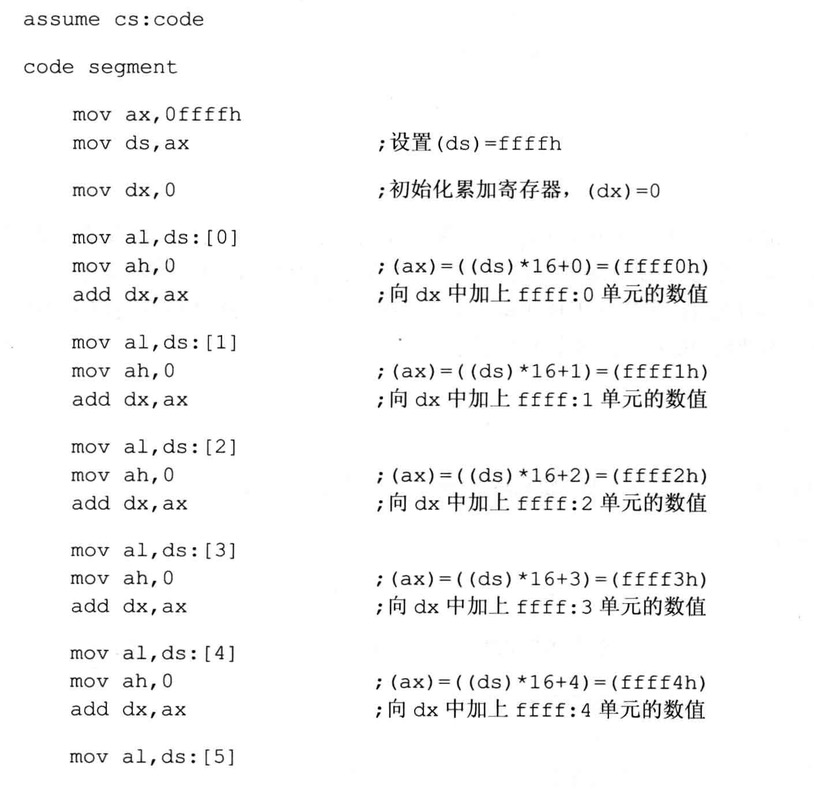 assume cs:code
code segment
mov ax,0ffffh
mov ds,ax ;设置(ds)=ffffh
mov dx,0 ;初始化累加寄存器，(dx)=0
mov al,ds:[0]
mov ah,0 ;(ax)=((ds)*16+0)=(ffff0h)
add dx,ax ;向 dx 中加上 ffff:0 单元的数值
mov al,ds:[1]
mov ah,0 ;(ax)=((ds)*16+1)=(ffff1h)
add dx,ax ;向 dx 中加上 ffff:1 单元的数值
mov al,ds:[2]
mov ah,0 ;(ax)=((ds)*16+2)=(ffff2h)
add dx,ax ;向 dx 中加上 ffff:2 单元的数值
mov al,ds:[3]
mov ah,0 ;(ax)=((ds)*16+3)=(ffff3h)
add dx,ax ;向 dx 中加上 ffff:3 单元的数值
mov al,ds:[4]
mov ah,0 ;(ax)=((ds)*16+4)=(ffff4h)
add dx,ax ;向 dx 中加上 ffff:4 单元的数值
mov al,ds:[5]